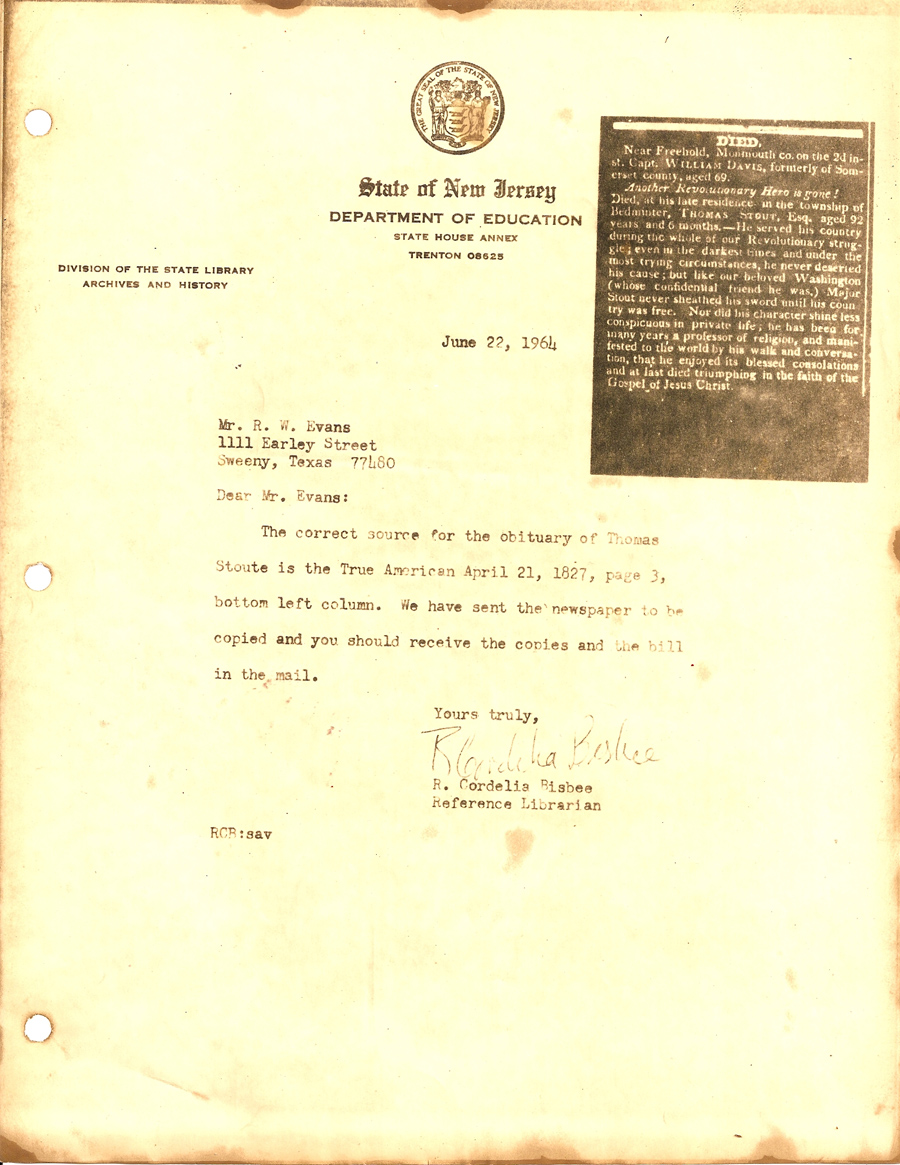 THE GREAT SEAL OF THE STATE OF NEW JERSEY
State of New Jersey
DEPARTMENT OF EDUCATION
STATE HOUSE ANNEX
TRENTON 08625
DIVISION OF THE STATE LIBRARY
ARCHIVES AND HISTORY
DIED,
Near Freehold, Monmouth co. on the 2d in-
st. Capt. WILLIAM DAVIS, formerly of Som-
erset county, aged 69.
Another Revolutionary Hero is gone!
Died, at his late residence in the township of
Bedminster, THOMAS STOUT, Esq. aged 92
years and 6 months.—He served his country
during the whole of our Revolutionary strug-
gle; even in the darkest times and under the
most trying circumstances, he never deserted
his cause; but like our beloved Washington
(whose confidential friend he was,) Major
Stout never sheathed his sword until his coun-
try was free. Nor did his character shine less
conspicuous in private life; he has been for
many years a professor of religion, and mani-
fested to the world by his walk and conversa-
tion, that he enjoyed its blessed consolations
and at last died triumphing in the faith of the
Gospel of Jesus Christ.
June 22, 1964
Mr. R. W. Evans
1111 Earley Street
Sweeny, Texas 77480
Dear Mr. Evans:
The correct source for the obituary of Thomas
Stoute is the True American April 21, 1827, page 3,
bottom left column. We have sent the newspaper to be
copied and you should receive the copies and the bill
in the mail.
Yours truly,
R Cordelia Bisbee
R. Cordelia Bisbee
Reference Librarian
RCB:sav